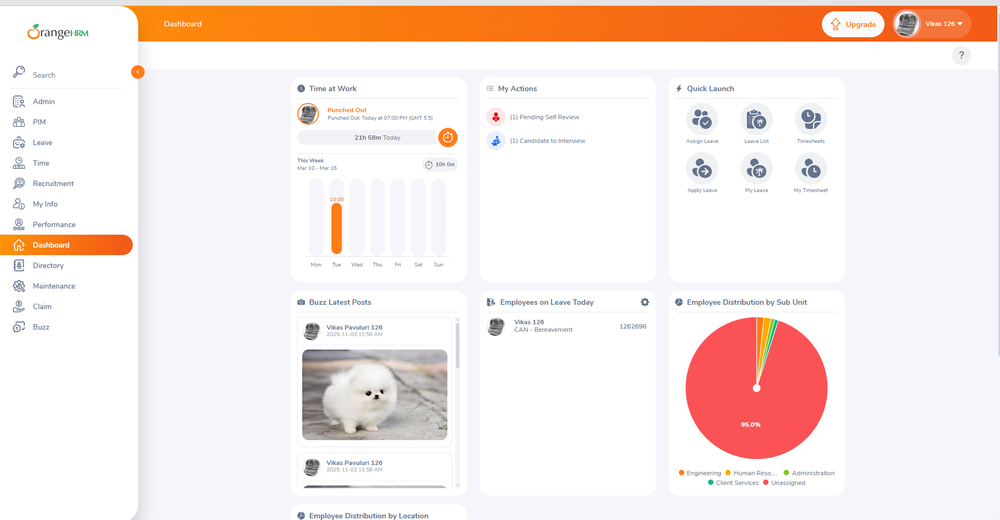 OrangeHRM
Search
Admin
PIM
Leave
Time
Recruitment
My Info
Performance
Dashboard
Directory
Maintenance
Claim
Buzz
Dashboard
Upgrade
Vikas 126
?
Time at Work
Punched Out
Punched Out: Today at 07:00 PM (GMT 5.5)
21h 58m Today
This Week
Mar 10 - Mar 16
10h 0m
10.00
Mon Tue Wed Thu Fri Sat Sun
My Actions
(1) Pending Self Review
(1) Candidate to Interview
Quick Launch
Assign Leave
Leave List
Timesheets
Apply Leave
My Leave
My Timesheet
Buzz Latest Posts
Vikas Pavuluri 126
2025-11-03 11:56 AM
Vikas Pavuluri 126
2025-11-03 11:56 AM
Employees on Leave Today
Vikas 126
CAN - Bereavement
1262696
Employee Distribution by Sub Unit
95.0%
Engineering Human Reso... Administration
Client Services Unassigned
Employee Distribution by Location